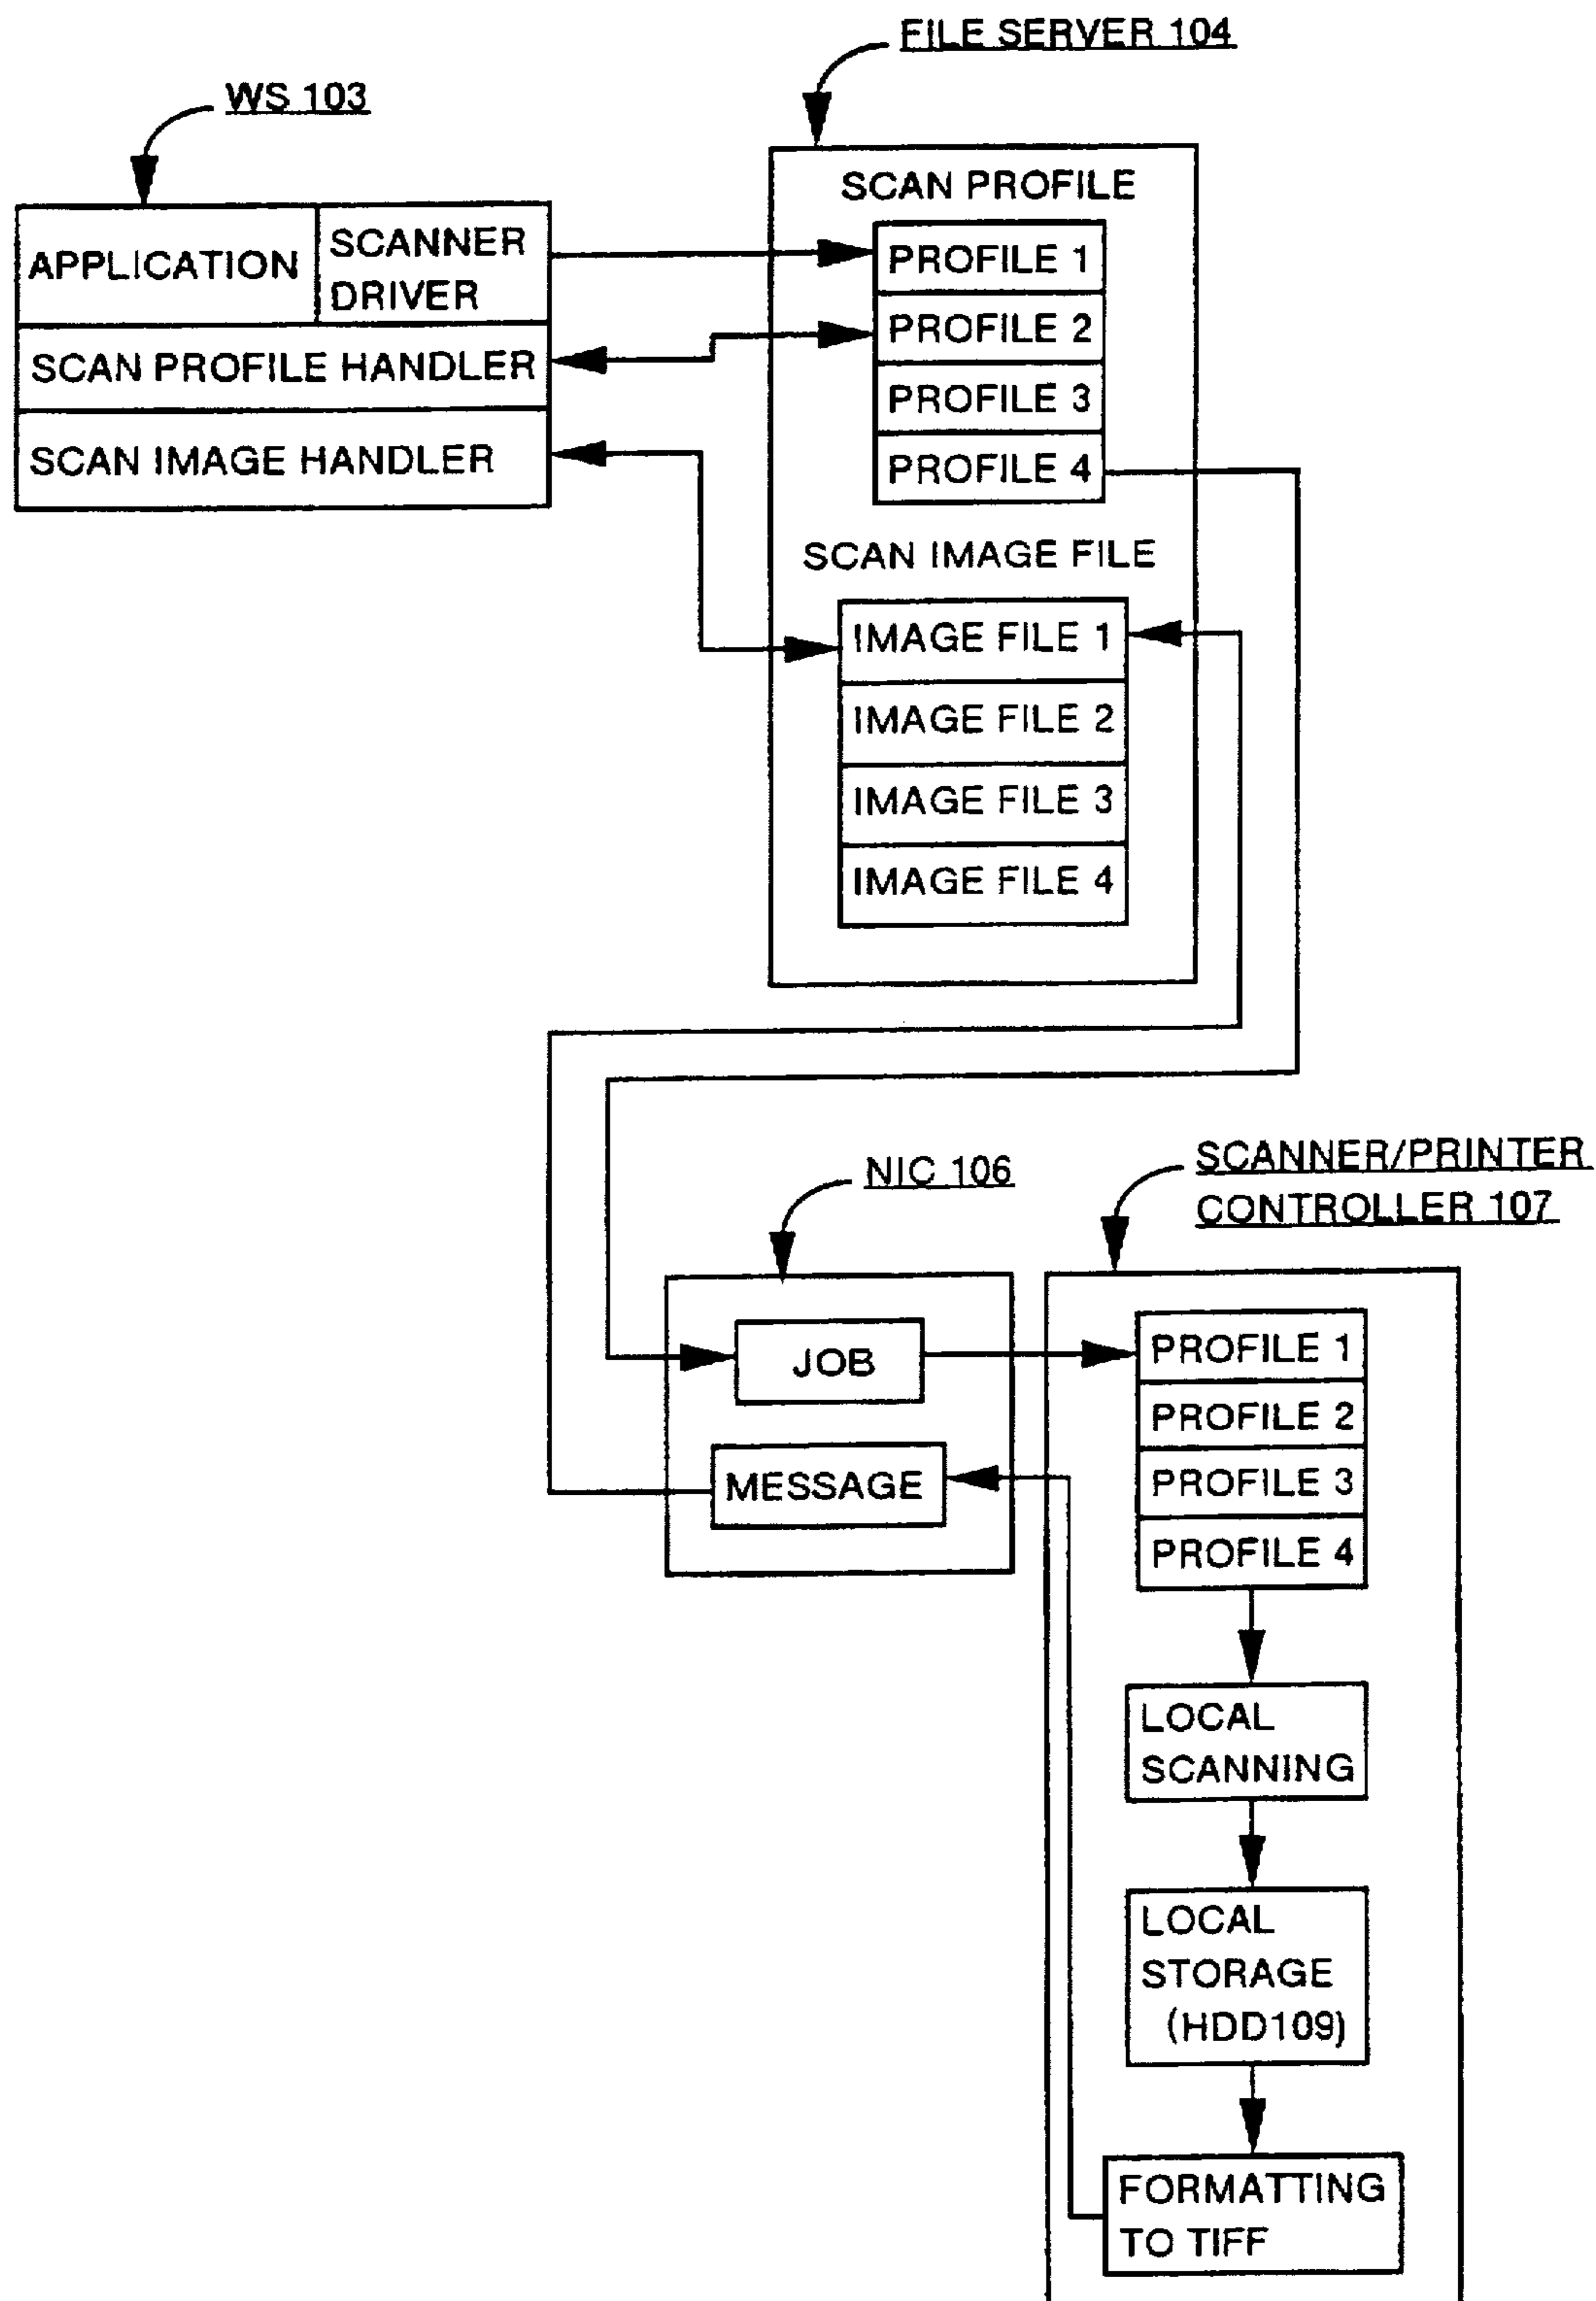 FILE SERVER 104
WS 103
APPLICATION
SCANNER
DRIVER
SCAN PROFILE HANDLER
SCAN IMAGE HANDLER
SCAN PROFILE
PROFILE 1
PROFILE 2
PROFILE 3
PROFILE 4
SCAN IMAGE FILE
IMAGE FILE 1
IMAGE FILE 2
IMAGE FILE 3
IMAGE FILE 4
NIC 106
SCANNER/PRINTER
CONTROLLER 107
JOB
MESSAGE
PROFILE 1
PROFILE 2
PROFILE 3
PROFILE 4
LOCAL
SCANNING
LOCAL
STORAGE
(HDD109)
FORMATTING
TO TIFF